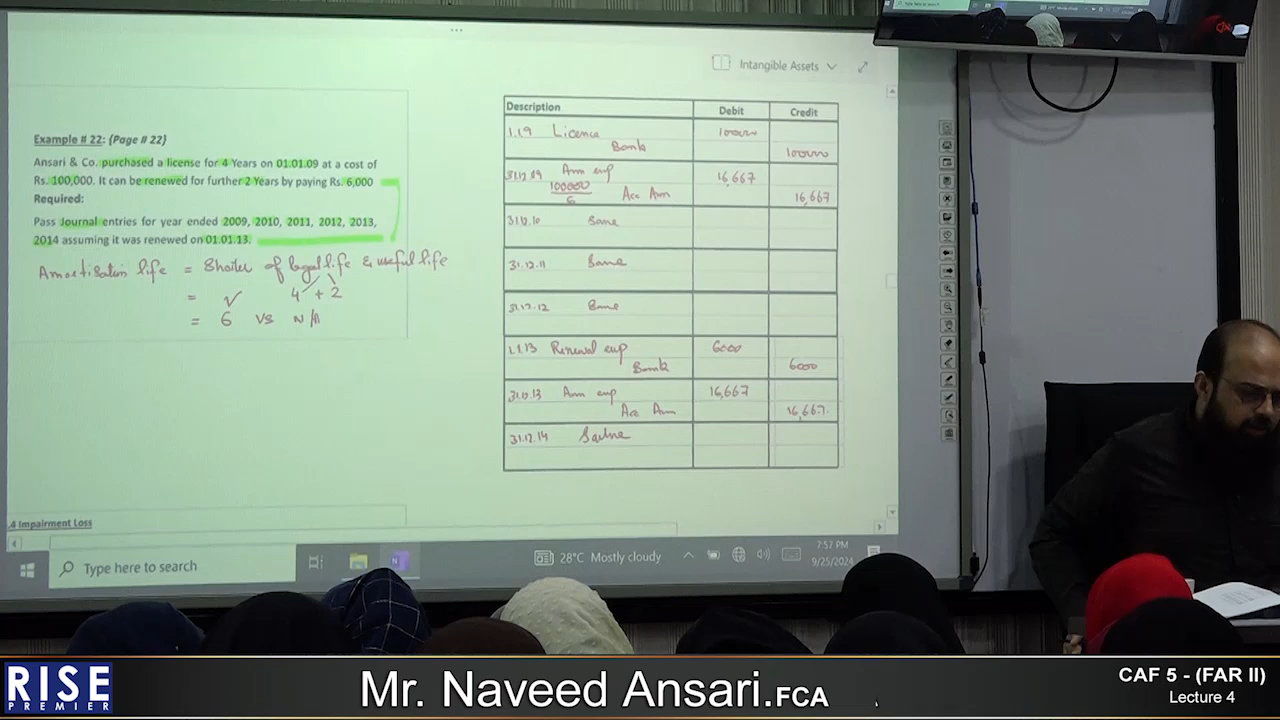 Intangible Assets
Example # 22: (Page # 22)
Ansari & Co. purchased a license for 4 Years on 01.01.09 at a cost of
Rs. 100,000. It can be renewed for further 2 Years by paying Rs. 6,000
Required:
Pass Journal entries for year ended 2009, 2010, 2011, 2012, 2013,
2014 assuming it was renewed on 01.01.13.
Amortisation life = Shorter of legal life & useful life
= √ 4 + 2
= 6 vs N/A
Description Debit Credit
1.1.9 Licence 100000
Bank 100000
31.12.09 Am exp 16,667
100000/6 Acc Am 16,667
31.12.10 Same
31.12.11 Same
31.12.12 Same
1.1.13 Renewal exp 6000
Bank 6000
31.12.13 Am exp 16,667
Acc Am 16,667.
31.12.14 Same
.4 Impairment Loss
Type here to search
28°C Mostly cloudy
7:57 PM
9/25/2024
RISE
PREMIER
Mr. Naveed Ansari.FCA
CAF 5 - (FAR II)
Lecture 4